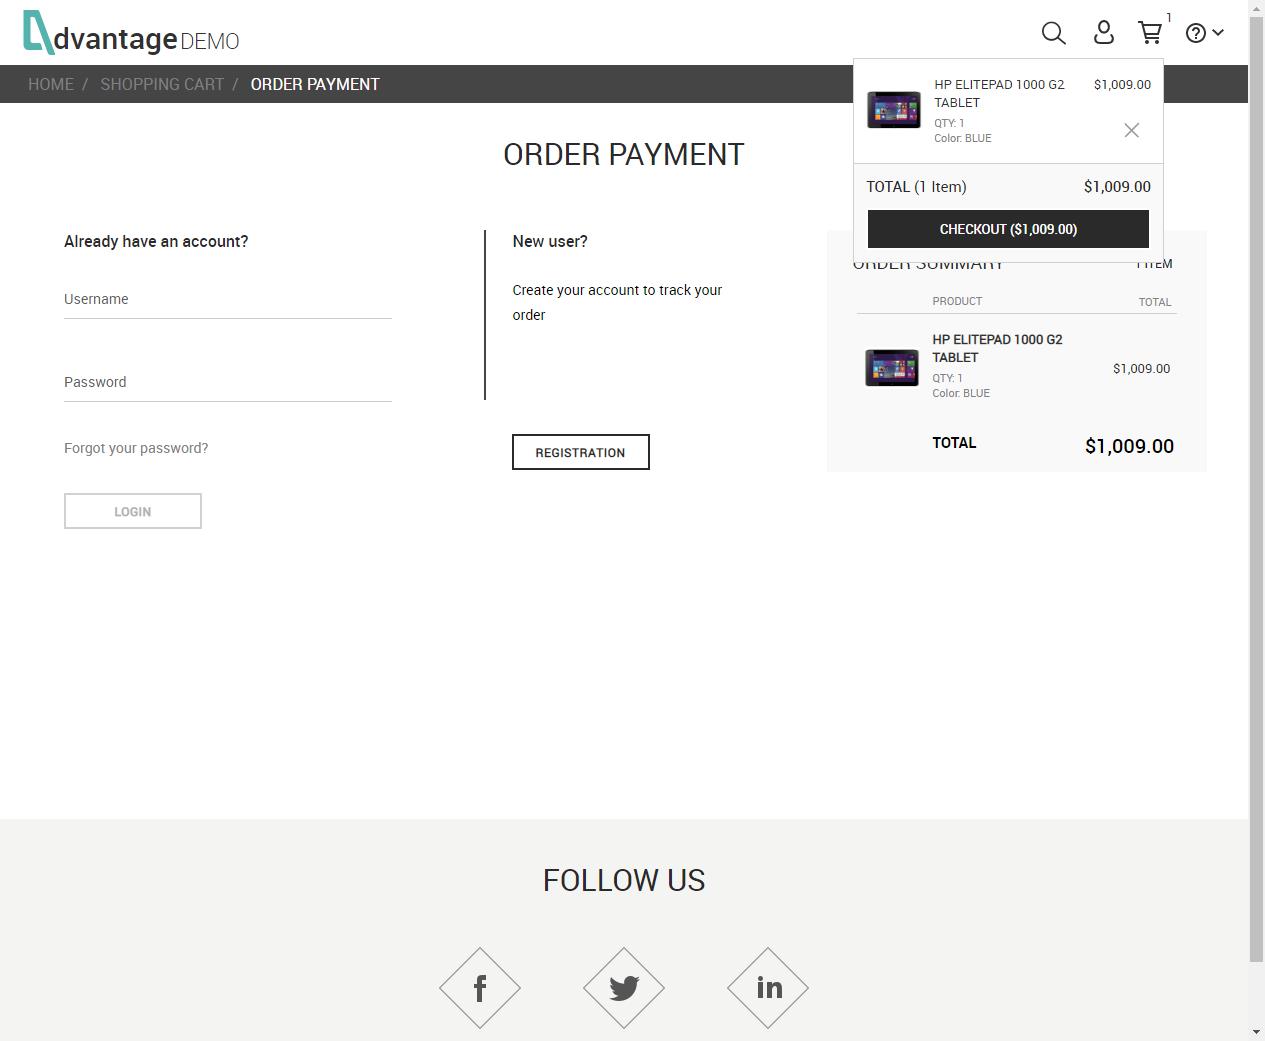 dvantage DEMO
1
HOME / SHOPPING CART / ORDER PAYMENT
HP ELITEPAD 1000 G2 $1,009.00
TABLET
QTY: 1
Color: BLUE
TOTAL (1 Item) $1,009.00
CHECKOUT ($1,009.00)
ORDER PAYMENT
Already have an account?
Username
Password
Forgot your password?
LOGIN
New user?
Create your account to track your
order
REGISTRATION
ORDER SUMMARY 1 ITEM
PRODUCT TOTAL
HP ELITEPAD 1000 G2
TABLET
QTY: 1
Color: BLUE
$1,009.00
TOTAL $1,009.00
FOLLOW US
f
in